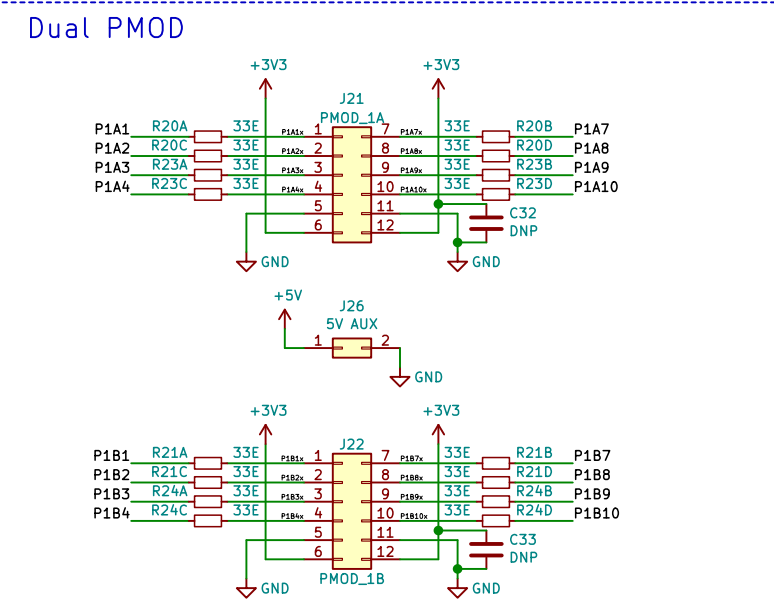 Dual PMOD
+3V3 +3V3
J21
PMOD_1A
P1A1 R20A 33E P1A1x 1 7 P1A7x 33E R20B P1A7
P1A2 R20C 33E P1A2x 2 8 P1A8x 33E R20D P1A8
P1A3 R23A 33E P1A3x 3 9 P1A9x 33E R23B P1A9
P1A4 R23C 33E P1A4x 4 10 P1A10x 33E R23D P1A10
5 11 C32
6 12 DNP
GND GND
+5V
J26
5V AUX
1 2
GND
+3V3 +3V3
J22
P1B1 R21A 33E P1B1x 1 7 P1B7x 33E R21B P1B7
P1B2 R21C 33E P1B2x 2 8 P1B8x 33E R21D P1B8
P1B3 R24A 33E P1B3x 3 9 P1B9x 33E R24B P1B9
P1B4 R24C 33E P1B4x 4 10 P1B10x 33E R24D P1B10
5 11 C33
6 12 DNP
PMOD_1B
GND GND